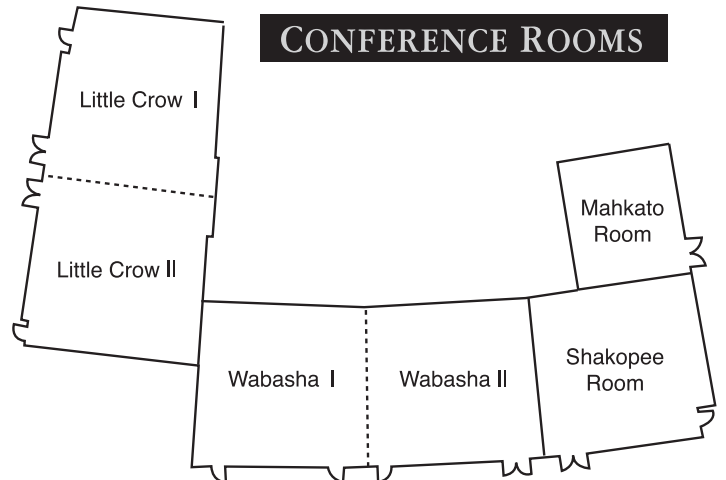 CONFERENCE ROOMS
Little Crow I
Mahkato
Room
Little Crow II
Wabasha I
Wabasha II
Shakopee
Room